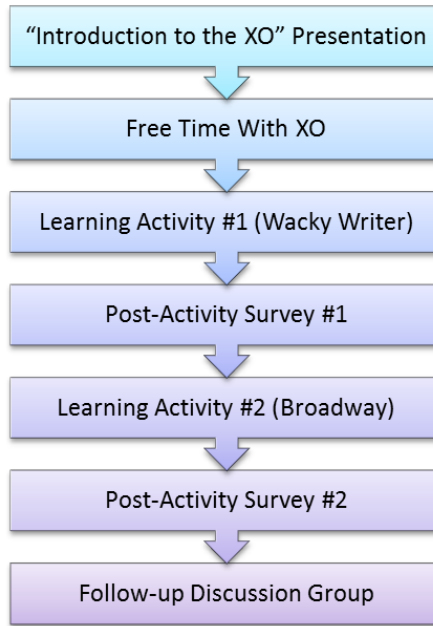 “Introduction to the XO” Presentation
Free Time With XO
Learning Activity #1 (Wacky Writer)
Post-Activity Survey #1
Learning Activity #2 (Broadway)
Post-Activity Survey #2
Follow-up Discussion Group